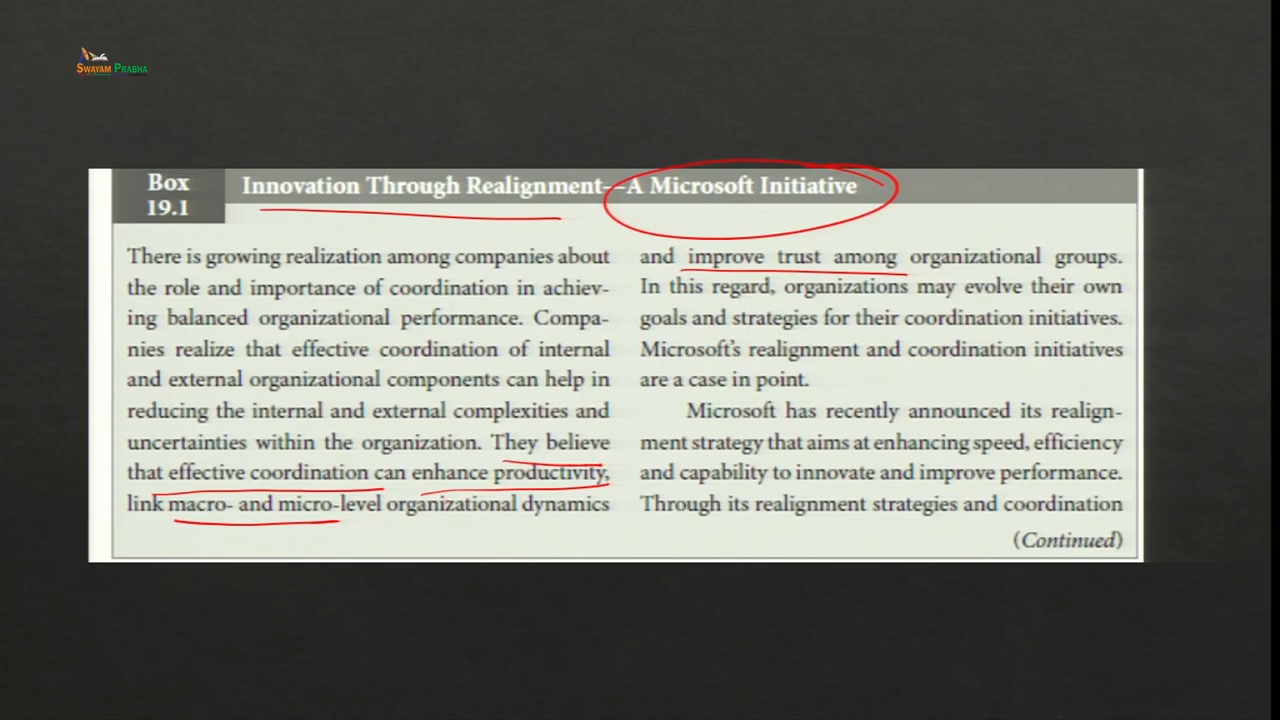 SWAYAM PRABHA
Box
19.1
Innovation Through Realignment—A Microsoft Initiative
There is growing realization among companies about
the role and importance of coordination in achiev-
ing balanced organizational performance. Compa-
nies realize that effective coordination of internal
and external organizational components can help in
reducing the internal and external complexities and
uncertainties within the organization. They believe
that effective coordination can enhance productivity,
link macro- and micro-level organizational dynamics
and improve trust among organizational groups.
In this regard, organizations may evolve their own
goals and strategies for their coordination initiatives.
Microsoft's realignment and coordination initiatives
are a case in point.
Microsoft has recently announced its realign-
ment strategy that aims at enhancing speed, efficiency
and capability to innovate and improve performance.
Through its realignment strategies and coordination
(Continued)